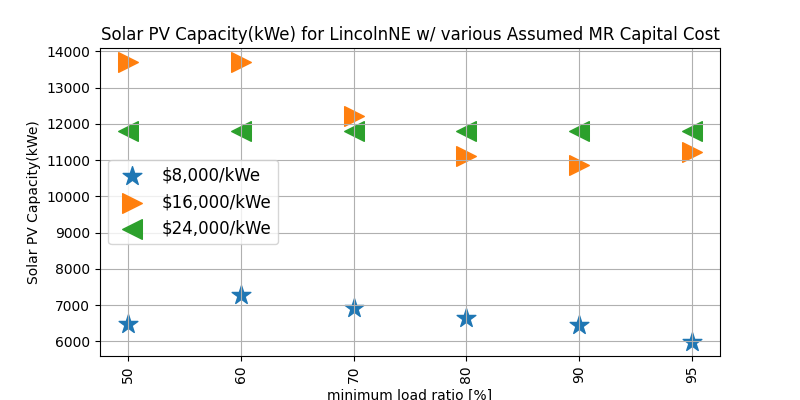 Solar PV Capacity(kWe) for LincolnNE w/ various Assumed MR Capital Cost
Solar PV Capacity(kWe)
14000
13000
12000
11000
10000
9000
8000
7000
6000
$8,000/kWe
$16,000/kWe
$24,000/kWe
50
60
70
80
90
95
minimum load ratio [%]